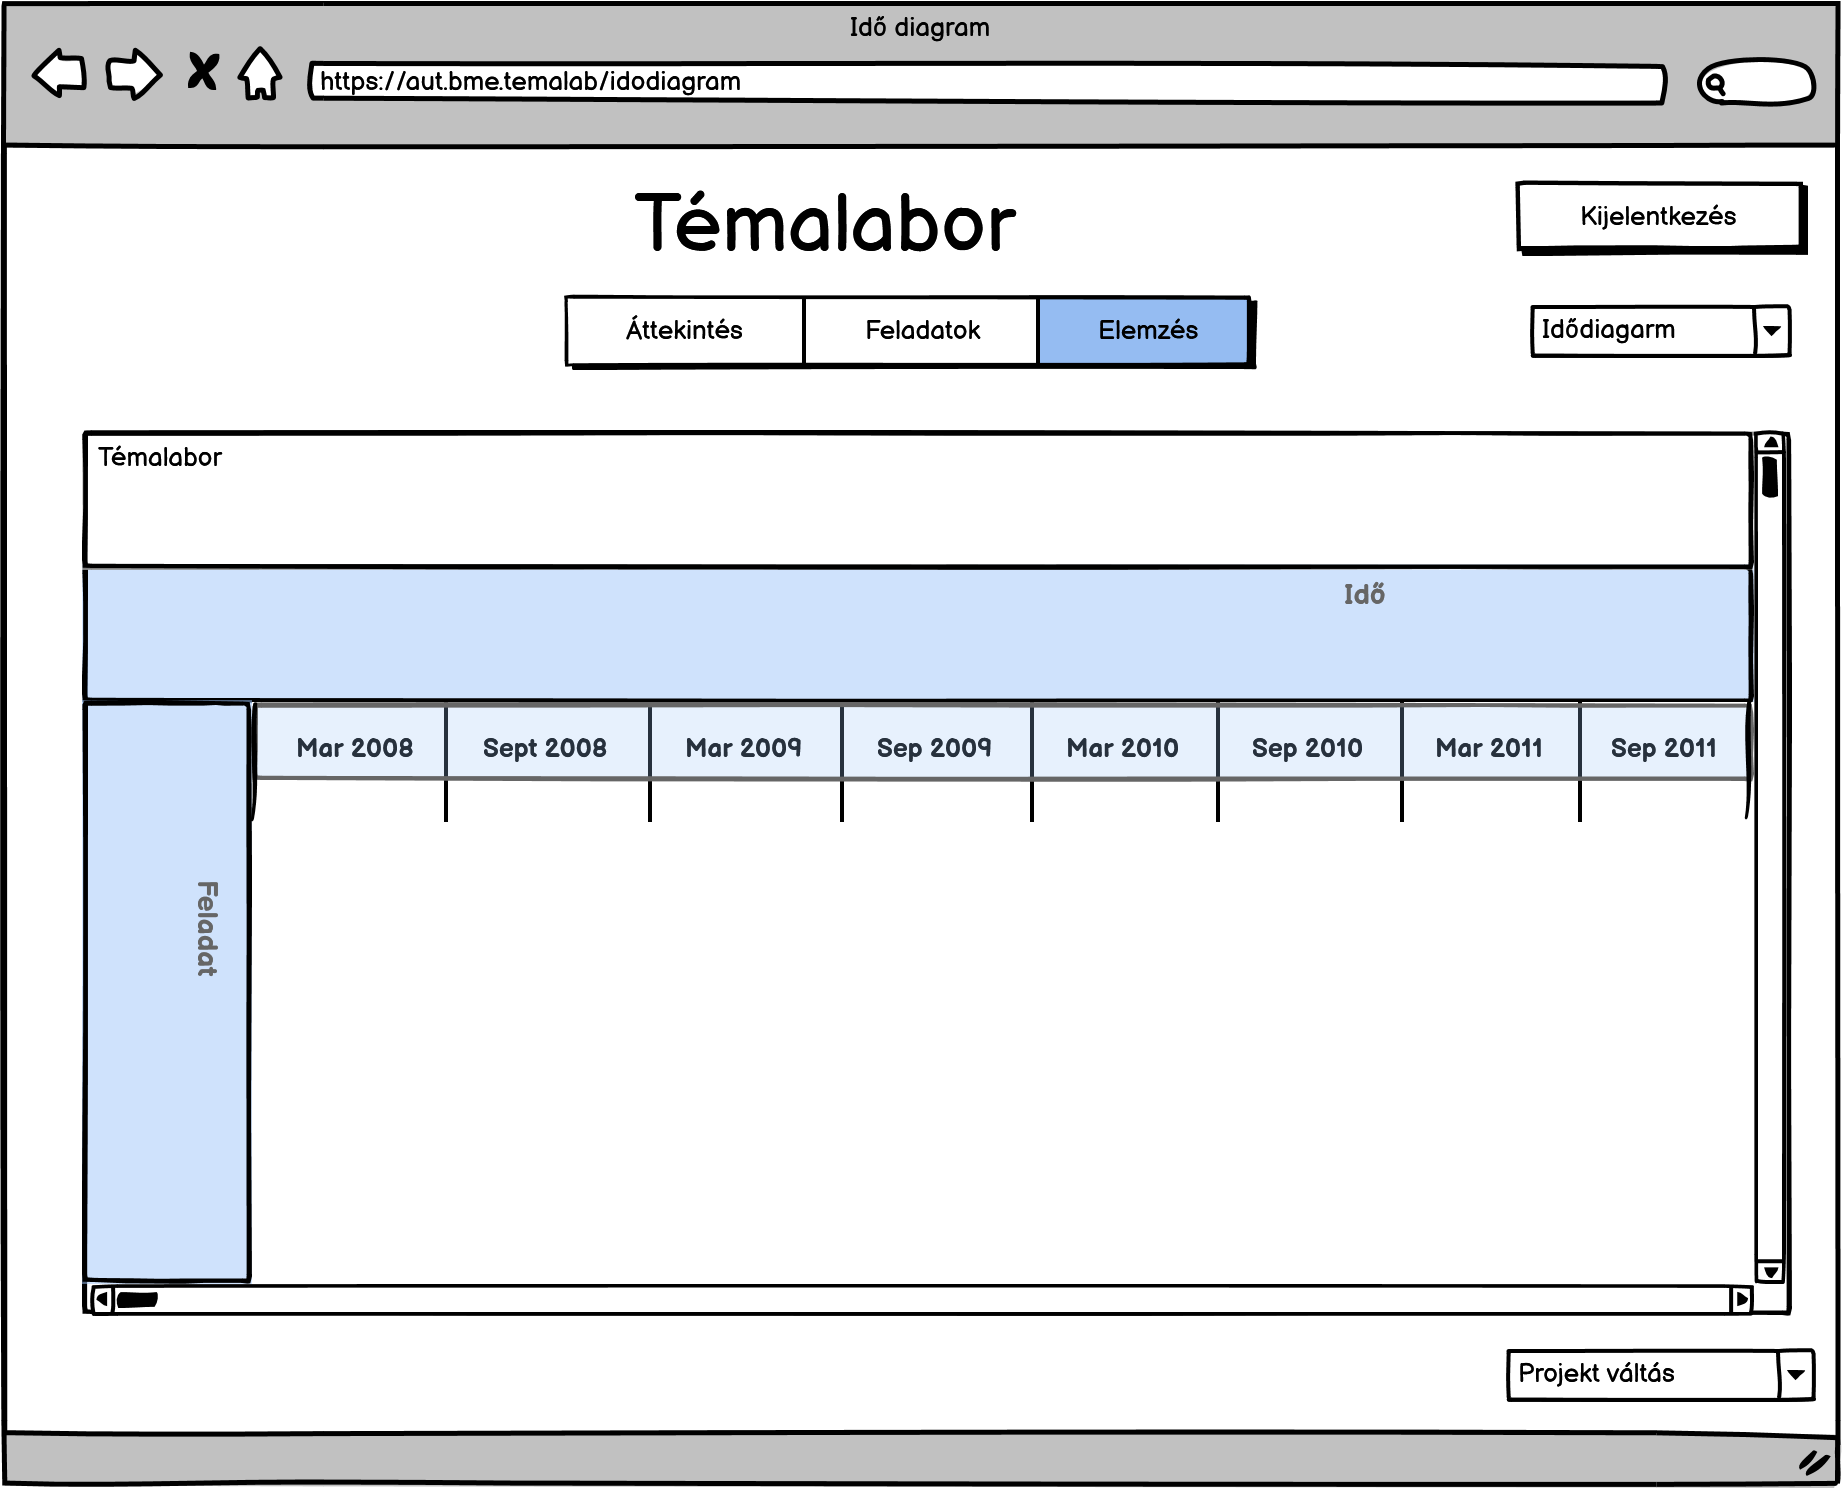 Idő diagram
https://aut.bme.temalab/idodiagram
Témalabor
Kijelentkezés
Áttekintés Feladatok Elemzés
Idődiagarm
Témalabor
Idő
Mar 2008 Sept 2008 Mar 2009 Sep 2009 Mar 2010 Sep 2010 Mar 2011 Sep 2011
Feladat
Projekt váltás